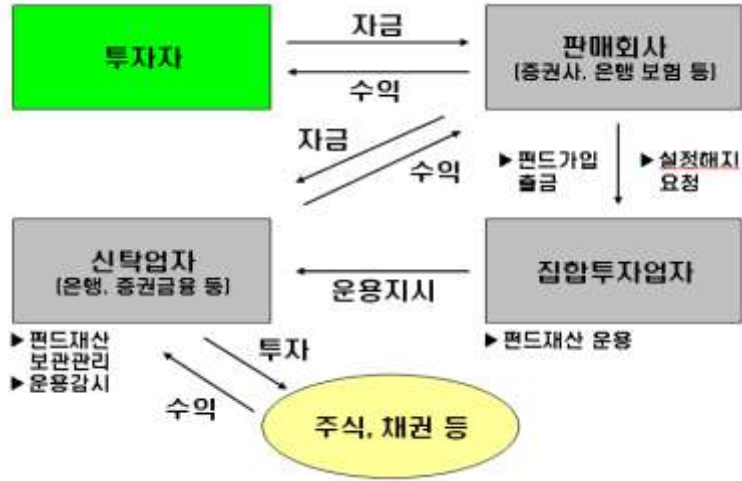 투자자
자금
수익
판매회사
(증권사, 은행 보험 등)
자금
수익
▶ 펀드가입
출금
▶ 설정해지
요청
신탁업자
(은행, 증권금융 등)
운용지시
집합투자업자
▶ 펀드재산
보관관리
▶ 운용감시
▶ 펀드재산 운용
투자
수익
주식, 채권 등